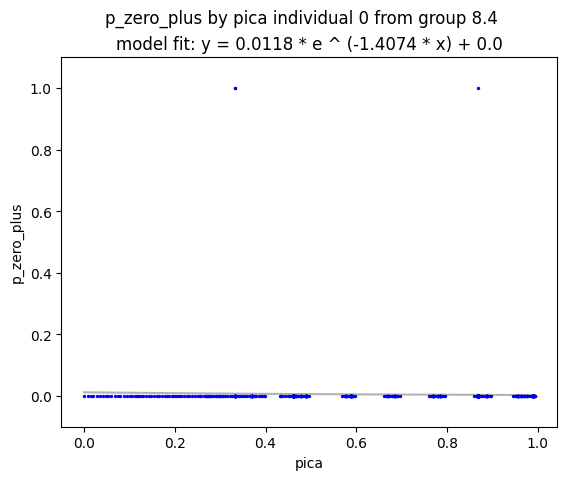 p_zero_plus by pica individual 0 from group 8.4
model fit: y = 0.0118 * e ^ (-1.4074 * x) + 0.0
1.0
0.8
0.6
0.4
0.2
0.0
p_zero_plus
0.0 0.2 0.4 0.6 0.8 1.0
pica